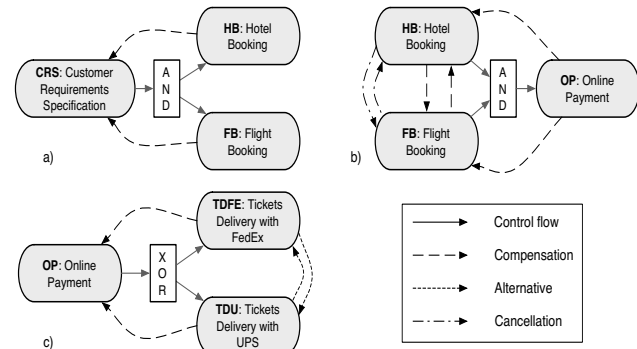 HB: Hotel
Booking
CRS: Customer
Requirements
Specification
A
N
D
FB: Flight
Booking
a)
HB: Hotel
Booking
A
N
D
OP: Online
Payment
FB: Flight
Booking
b)
TDFE: Tickets
Delivery with
FedEx
OP: Online
Payment
X
O
R
TDU: Tickets
Delivery with
UPS
c)
Control flow
Compensation
Alternative
Cancellation